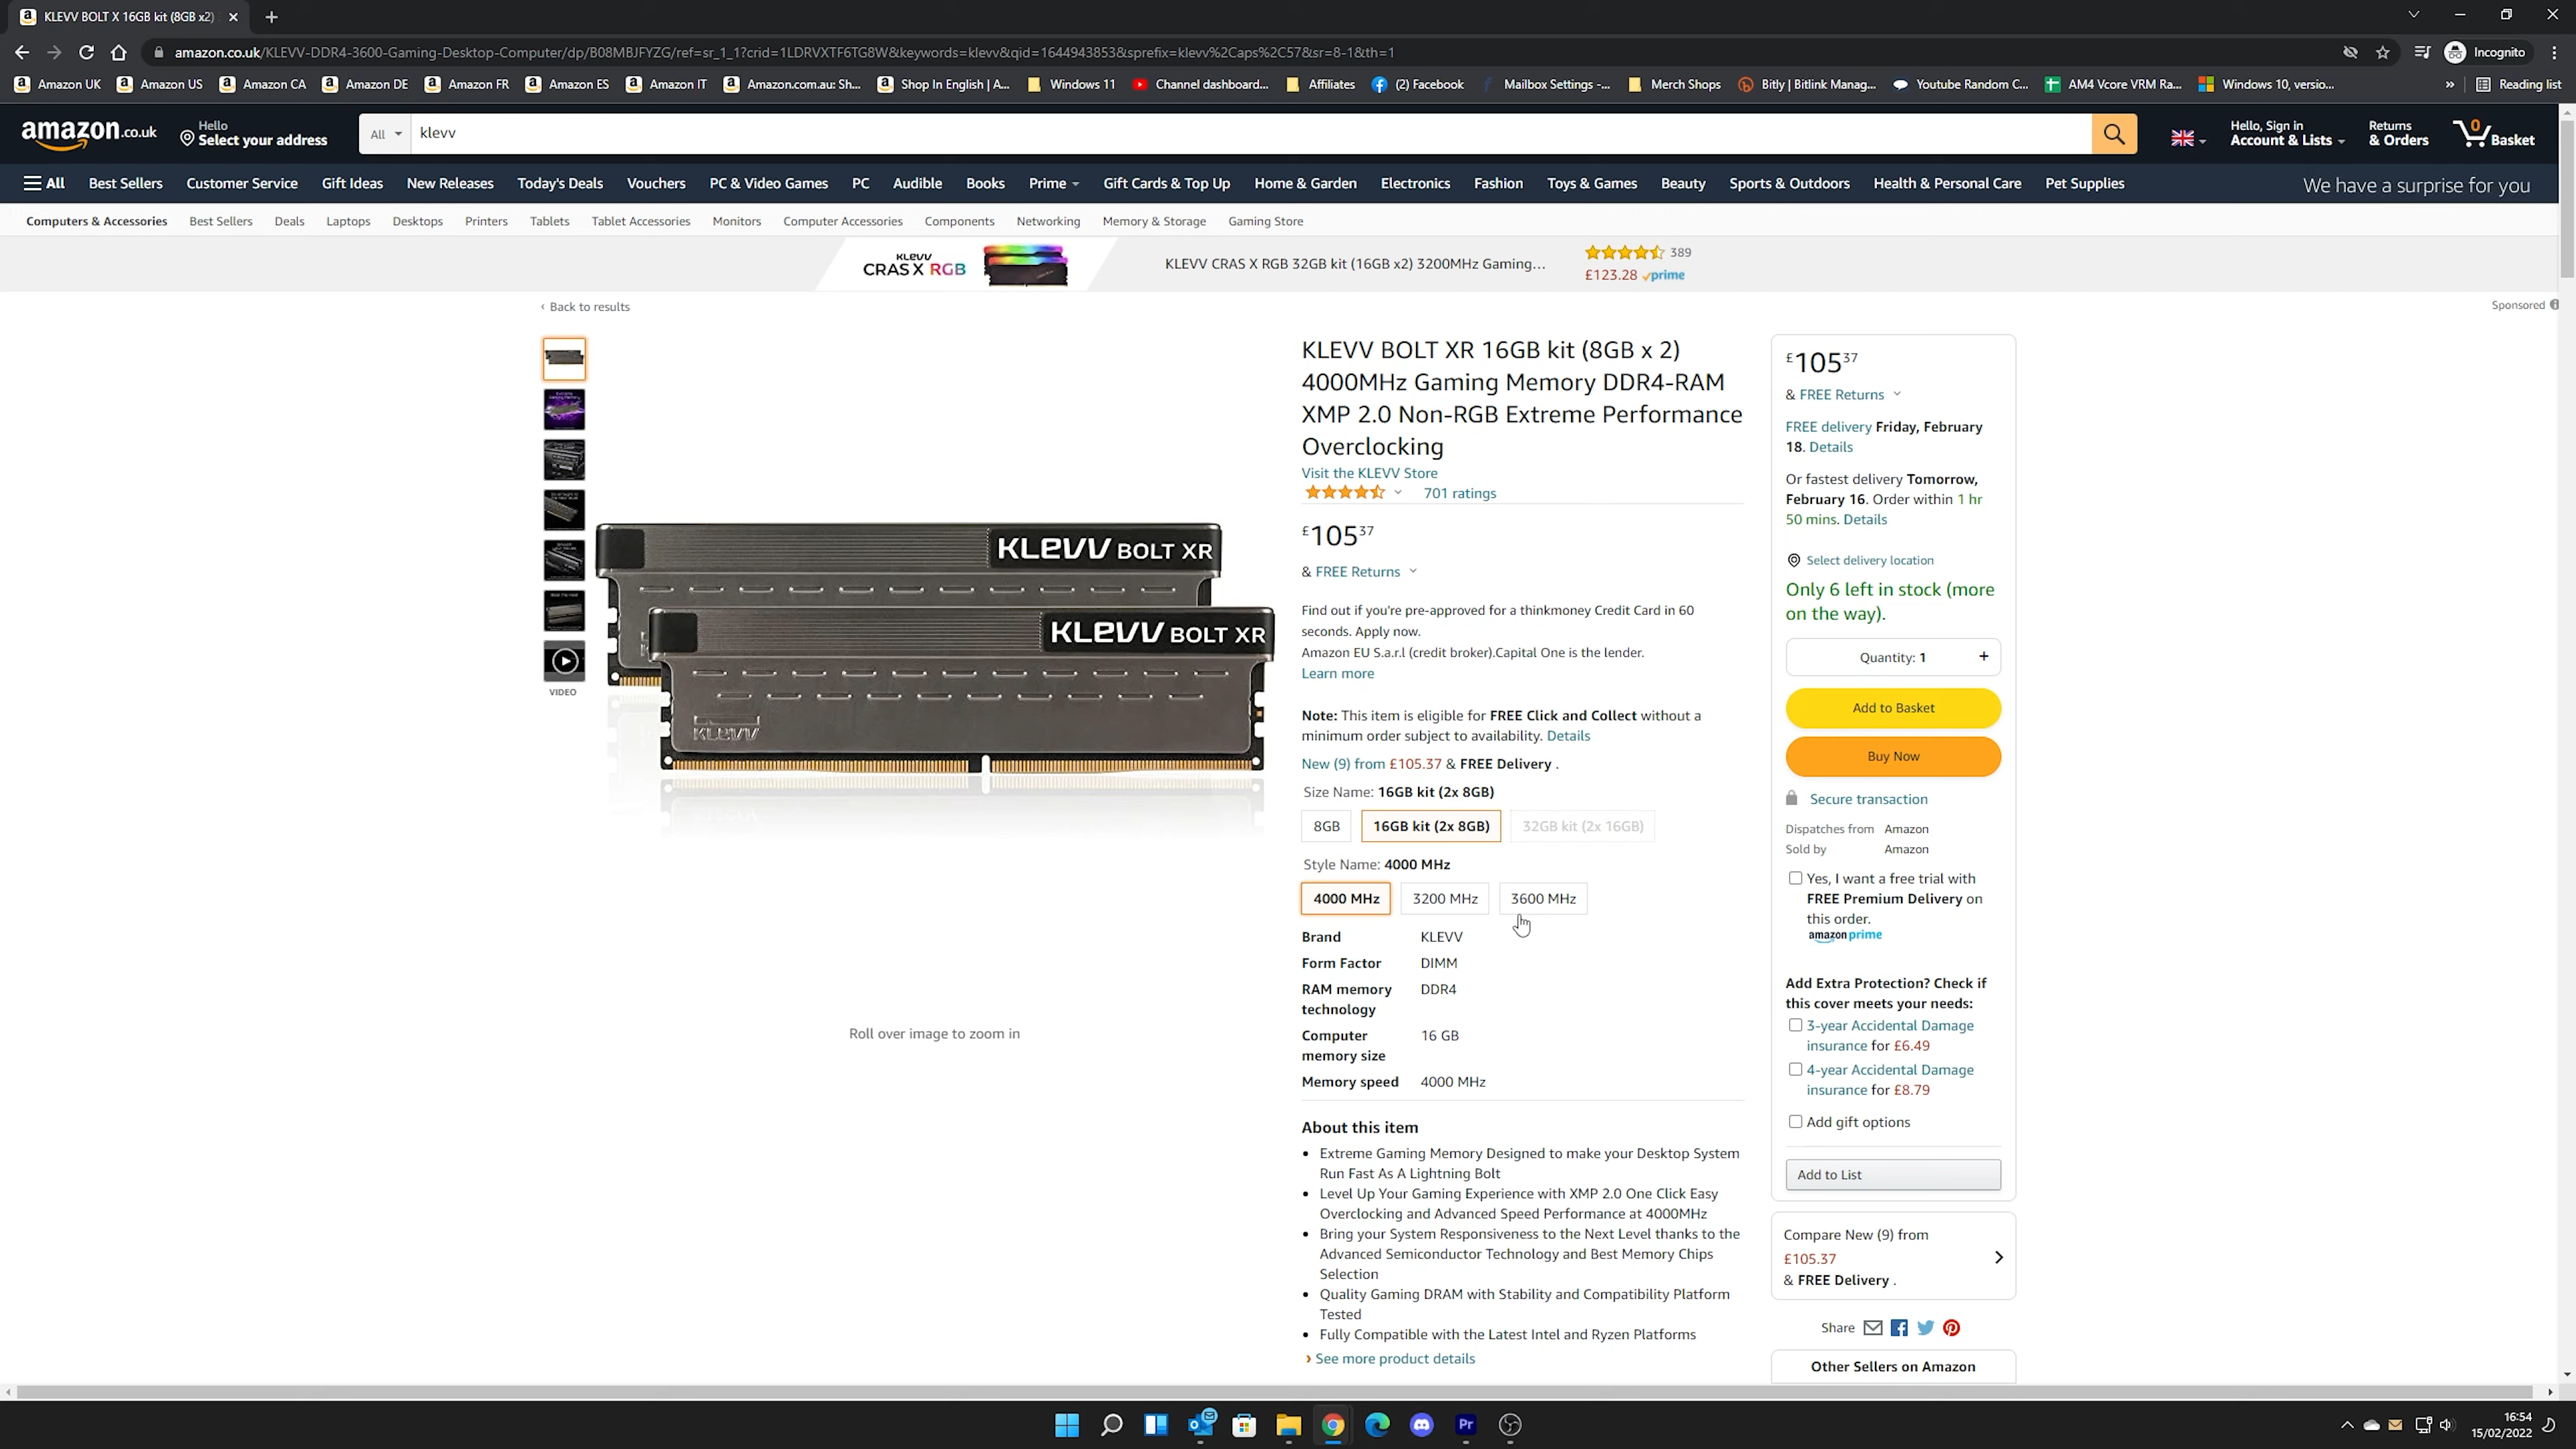 KLEVV BOLT X 16GB kit (8GB x2)
amazon.co.uk/KLEVV-DDR4-3600-Gaming-Desktop-Computer/dp/B08MBJFYZG/ref=sr_1_1?crid=1LDRVXTF6TG8W&keywords=klevv&qid=1644943853&sprefix=klevv%2Caps%2C57&sr=8-1&th=1
Incognito
Amazon UK Amazon US Amazon CA Amazon DE Amazon FR Amazon ES Amazon IT Amazon.com.au: Sh... Shop In English | A... Windows 11 Channel dashboard... Affiliates (2) Facebook Mailbox Settings -... Merch Shops Bitly | Bitlink Manag... Youtube Random C... AM4 Vcore VRM Ra... Windows 10, versio... » Reading list
amazon.co.uk
Hello
Select your address
All
klevv
Hello, Sign in
Account & Lists
Returns
& Orders
0
Basket
All Best Sellers Customer Service Gift Ideas New Releases Today's Deals Vouchers PC & Video Games PC Audible Books Prime Gift Cards & Top Up Home & Garden Electronics Fashion Toys & Games Beauty Sports & Outdoors Health & Personal Care Pet Supplies We have a surprise for you
Computers & Accessories Best Sellers Deals Laptops Desktops Printers Tablets Tablet Accessories Monitors Computer Accessories Components Networking Memory & Storage Gaming Store
KLEVV
CRAS X RGB
KLEVV CRAS X RGB 32GB kit (16GB x2) 3200MHz Gaming...
389
£123.28 prime
‹ Back to results
Sponsored
VIDEO
KLEVV BOLT XR
KLEVV BOLT XR
KLEVV
Roll over image to zoom in
KLEVV BOLT XR 16GB kit (8GB x 2)
4000MHz Gaming Memory DDR4-RAM
XMP 2.0 Non-RGB Extreme Performance
Overclocking
Visit the KLEVV Store
701 ratings
£105 37
& FREE Returns
Find out if you're pre-approved for a thinkmoney Credit Card in 60
seconds. Apply now.
Amazon EU S.a.r.l (credit broker).Capital One is the lender.
Learn more
Note: This item is eligible for FREE Click and Collect without a
minimum order subject to availability. Details
New (9) from £105.37 & FREE Delivery .
Size Name: 16GB kit (2x 8GB)
8GB 16GB kit (2x 8GB) 32GB kit (2x 16GB)
Style Name: 4000 MHz
4000 MHz 3200 MHz 3600 MHz
Brand KLEVV
Form Factor DIMM
RAM memory DDR4
technology
Computer 16 GB
memory size
Memory speed 4000 MHz
About this item
• Extreme Gaming Memory Designed to make your Desktop System
Run Fast As A Lightning Bolt
• Level Up Your Gaming Experience with XMP 2.0 One Click Easy
Overclocking and Advanced Speed Performance at 4000MHz
• Bring your System Responsiveness to the Next Level thanks to the
Advanced Semiconductor Technology and Best Memory Chips
Selection
• Quality Gaming DRAM with Stability and Compatibility Platform
Tested
• Fully Compatible with the Latest Intel and Ryzen Platforms
› See more product details
£105 37
& FREE Returns
FREE delivery Friday, February
18. Details
Or fastest delivery Tomorrow,
February 16. Order within 1 hr
50 mins. Details
Select delivery location
Only 6 left in stock (more
on the way).
Quantity: 1 +
Add to Basket
Buy Now
Secure transaction
Dispatches from Amazon
Sold by Amazon
Yes, I want a free trial with
FREE Premium Delivery on
this order.
amazon prime
Add Extra Protection? Check if
this cover meets your needs:
3-year Accidental Damage
insurance for £6.49
4-year Accidental Damage
insurance for £8.79
Add gift options
Add to List
Compare New (9) from
£105.37
& FREE Delivery .
Share
Other Sellers on Amazon
Pr
16:54
15/02/2022